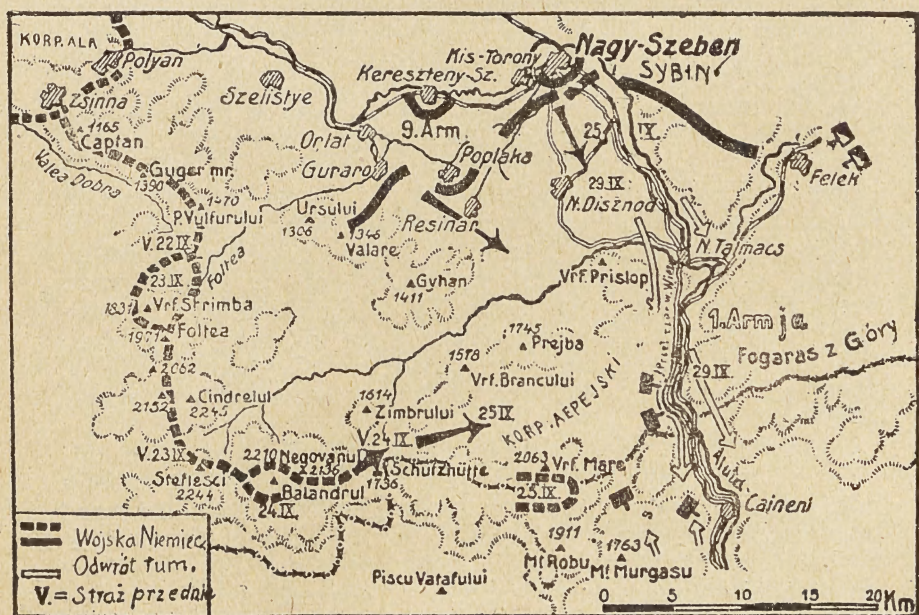 KORP. ALA
Polyan
Zsinna
1165
Captan
Valea Dobra
Guger mr.
1390
1470
P. Vulfurului
V. 22 IX
23 IX
1831
Vrf. Strimba
Foltea
Foltea
1971
2062
2152
Cindrelul
2245
V. 23 IX
Steflesci
2244
Szelistye
Orlat
Guraro
Kereszteny-Sz.
9. Arm.
Kis-Torony
Nagy-Szeben
SYBIN
Poplaka
Resinar
Ursului
1306
1346
Valare
Gyhan
1411
25 IX
29. IX
N. Disznod
Felek
N. Talmacs
Vrf. Prislop
1. Armja
Fogaras z Góry
29. IX
1745
Prejba
1578
Vrf. Brancului
KORP. ALPEJSKI
1614
Zimbrului
25 IX
V. 24 IX
2210
Negovanul
2136
Schutzhütte
1736
Balandrul
24. IX
2063
Vrf. Mare
25. IX
Aluta
Caineni
1911
Mt Robu
1763
Mt. Murgasu
Piscu Vatafului
Wojska Niemiec.
Odwrót rum.
V. = Straż przednia
0 5 10 15 20 Km